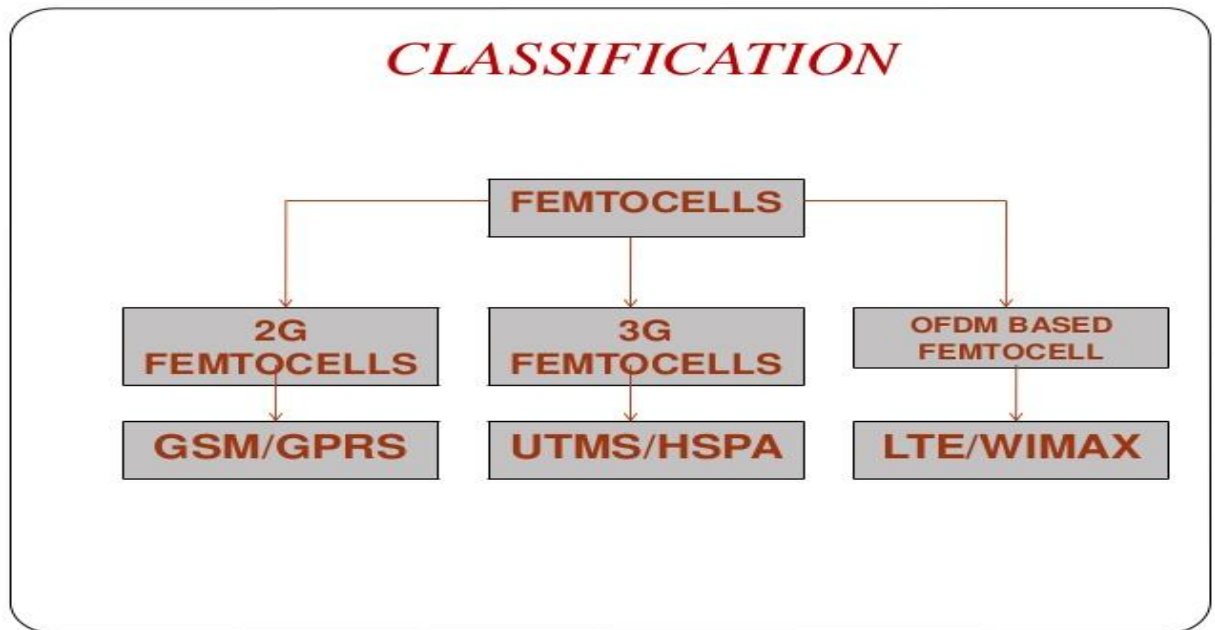 CLASSIFICATION
FEMTOCELLS
2G
FEMTOCELLS
3G
FEMTOCELLS
OFDM BASED
FEMTOCELL
GSM/GPRS
UTMS/HSPA
LTE/WIMAX